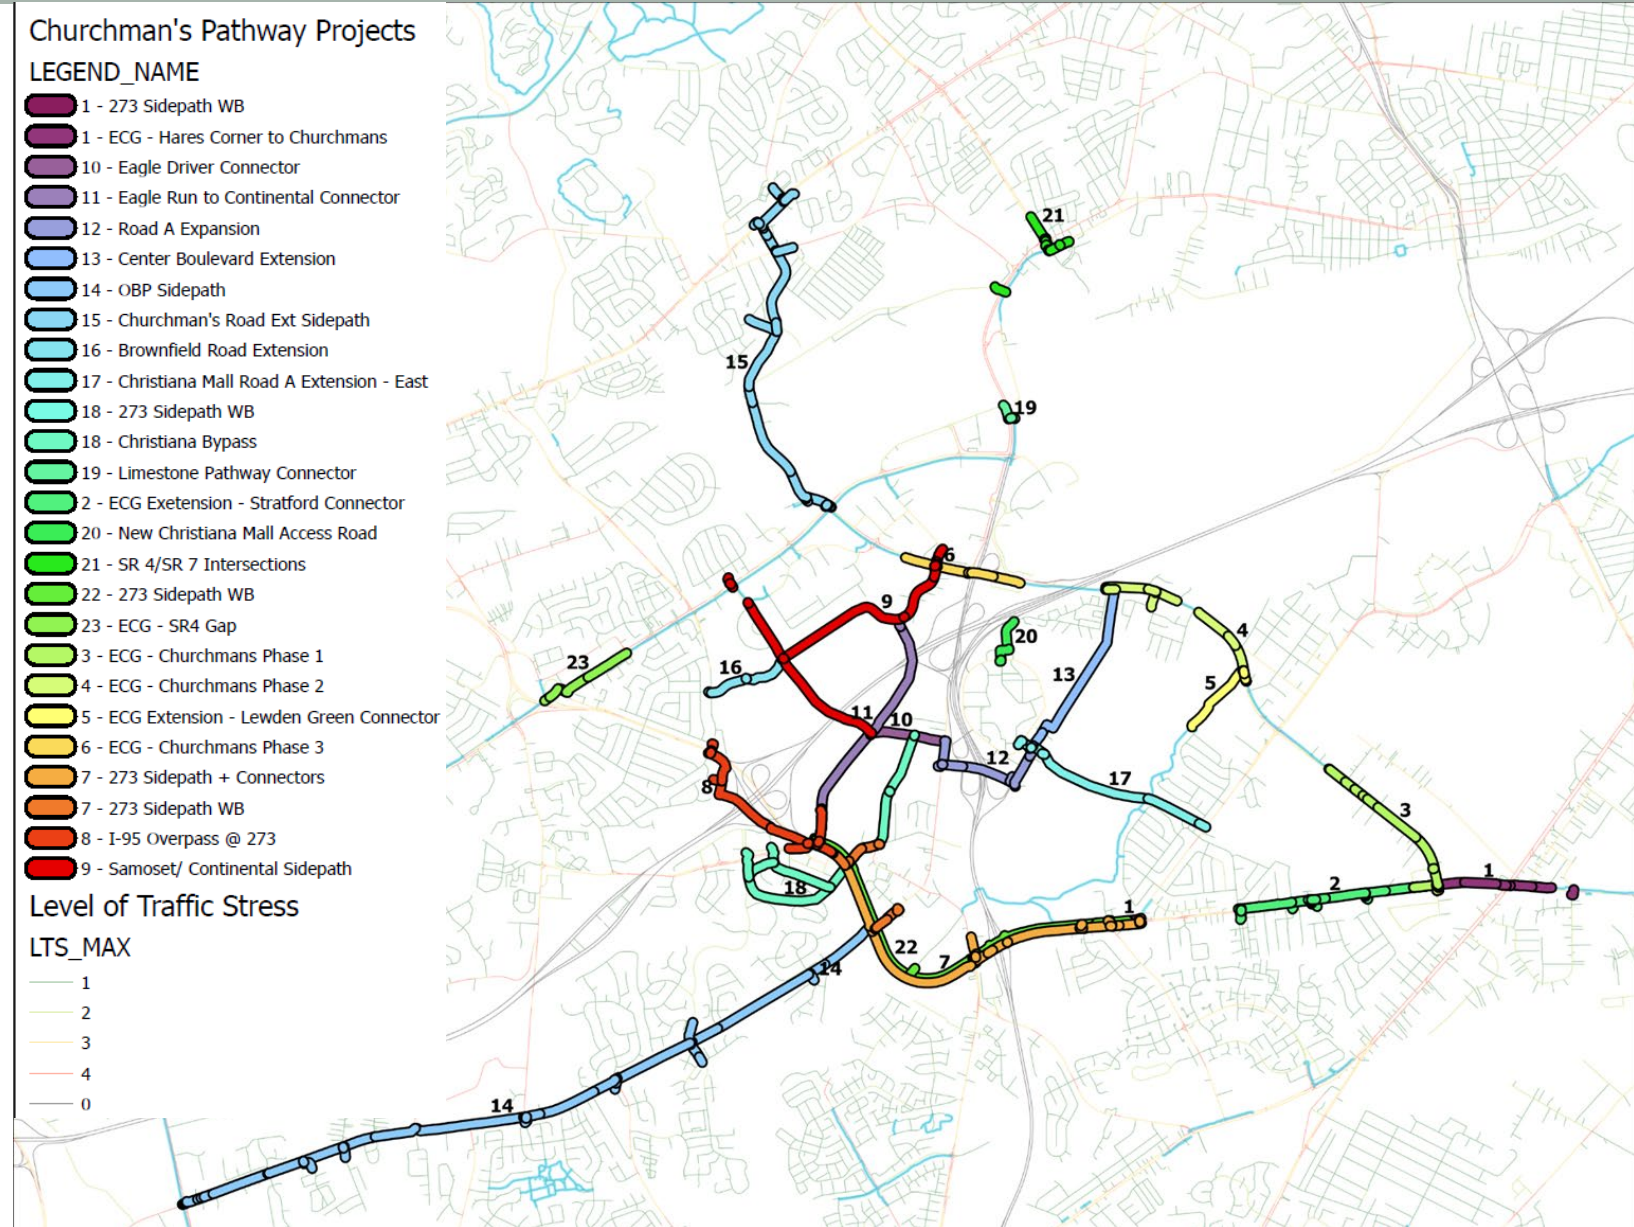 Churchman's Pathway Projects
LEGEND_NAME
1 - 273 Sidepath WB
1 - ECG - Hares Corner to Churchmans
10 - Eagle Driver Connector
11 - Eagle Run to Continental Connector
12 - Road A Expansion
13 - Center Boulevard Extension
14 - OBP Sidepath
15 - Churchman's Road Ext Sidepath
16 - Brownfield Road Extension
17 - Christiana Mall Road A Extension - East
18 - 273 Sidepath WB
18 - Christiana Bypass
19 - Limestone Pathway Connector
2 - ECG Exetension - Stratford Connector
20 - New Christiana Mall Access Road
21 - SR 4/SR 7 Intersections
22 - 273 Sidepath WB
23 - ECG - SR4 Gap
3 - ECG - Churchmans Phase 1
4 - ECG - Churchmans Phase 2
5 - ECG Extension - Lewden Green Connector
6 - ECG - Churchmans Phase 3
7 - 273 Sidepath + Connectors
7 - 273 Sidepath WB
8 - I-95 Overpass @ 273
9 - Samoset/ Continental Sidepath
Level of Traffic Stress
LTS_MAX
1
2
3
4
0
21
15
19
6
9
20
4
23
16
13
5
11
10
12
8
17
3
18
2
1
1
22
7
14
14